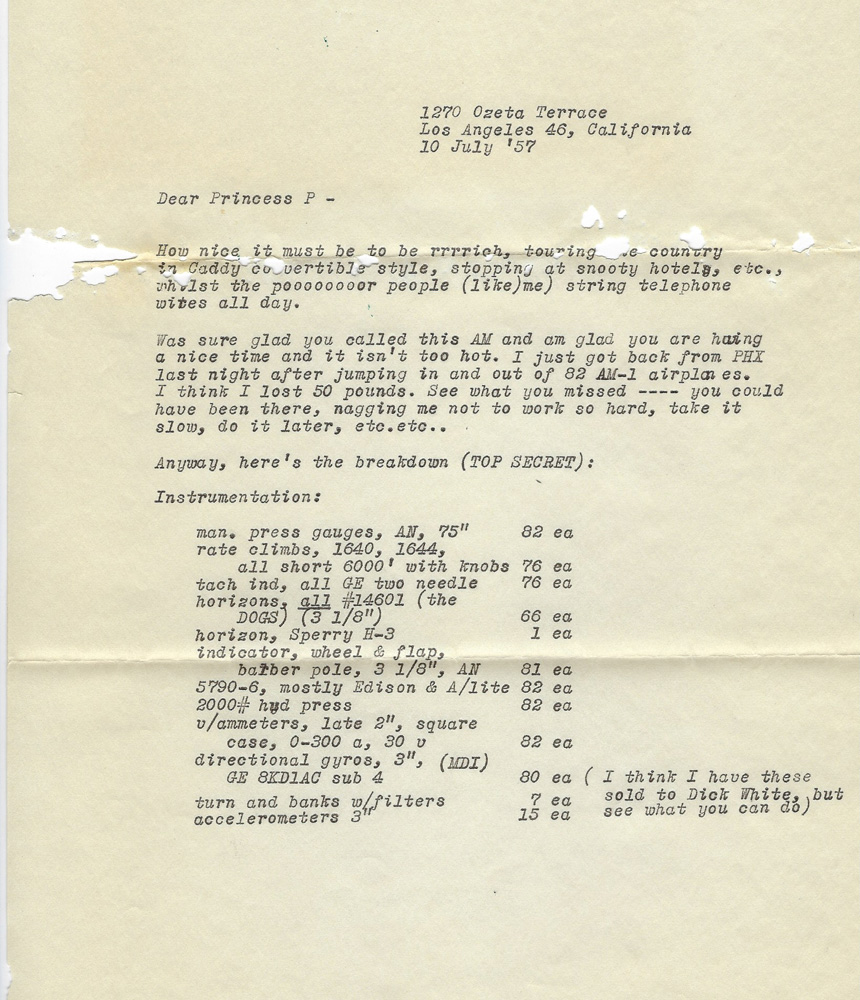 1270 Ozeta Terrace
Los Angeles 46, California
10 July '57
Dear Princess P -
How nice it must be to be rrrrich, touring e country
in Caddy co vertible style, stopping at snooty hotels, etc.,
whilst the poooooooor people (like)me) string telephone
wires all day.
Was sure glad you called this AM and am glad you are having
a nice time and it isn't too hot. I just got back from PHX
last night after jumping in and out of 82 AM-1 airplanes.
I think I lost 50 pounds. See what you missed ---- you could
have been there, nagging me not to work so hard, take it
slow, do it later, etc.etc..
Anyway, here's the breakdown (TOP SECRET):
Instrumentation:
man. press gauges, AN, 75" 82 ea
rate climbs, 1640, 1644,
all short 6000' with knobs 76 ea
tach ind, all GE two needle 76 ea
horizons, all #14601 (the
DOGS) (3 1/8") 66 ea
horizon, Sperry H-3 1 ea
indicator, wheel & flap,
barber pole, 3 1/8", AN 81 ea
5790-6, mostly Edison & A/lite 82 ea
2000# hyd press 82 ea
v/ammeters, late 2", square
case, 0-300 a, 30 v 82 ea
directional gyros, 3", (MDI)
GE 8KD1AC sub 4 80 ea ( I think I have these
turn and banks w/filters 7 ea sold to Dick White, but
accelerometers 3" 15 ea see what you can do)